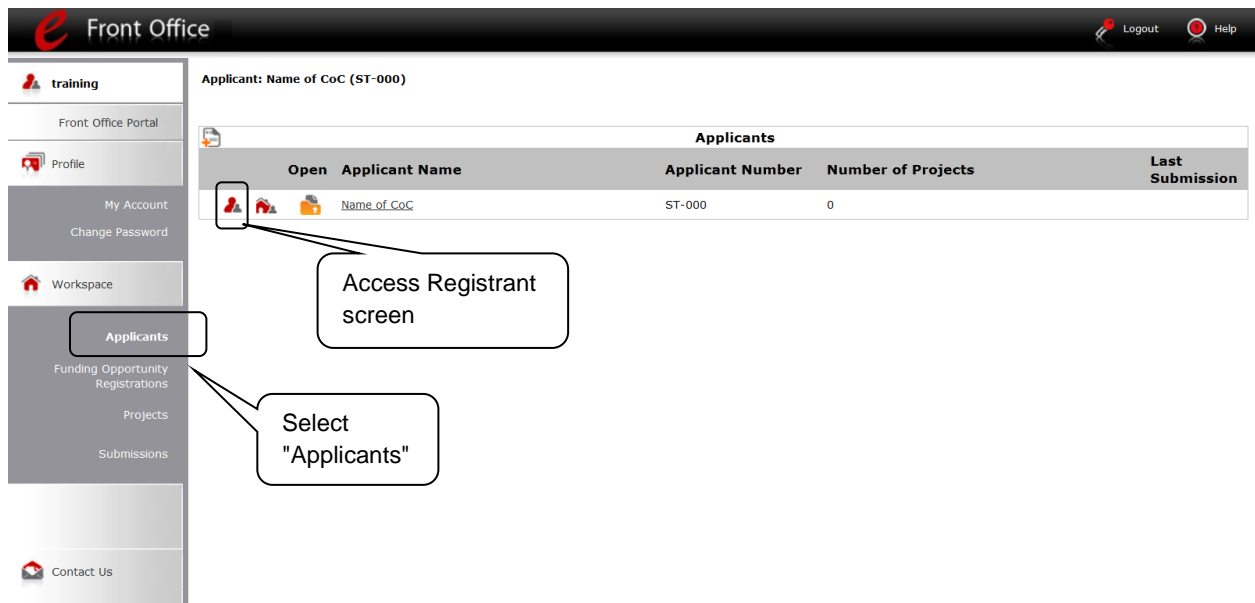 Front Office
Logout
Help
training
Front Office Portal
Profile
My Account
Change Password
Workspace
Applicants
Funding Opportunity
Registrations
Projects
Submissions
Contact Us
Applicant: Name of CoC (ST-000)
Applicants
Open Applicant Name Applicant Number Number of Projects Last
Submission
Name of CoC ST-000 0
Access Registrant
screen
Select
"Applicants"